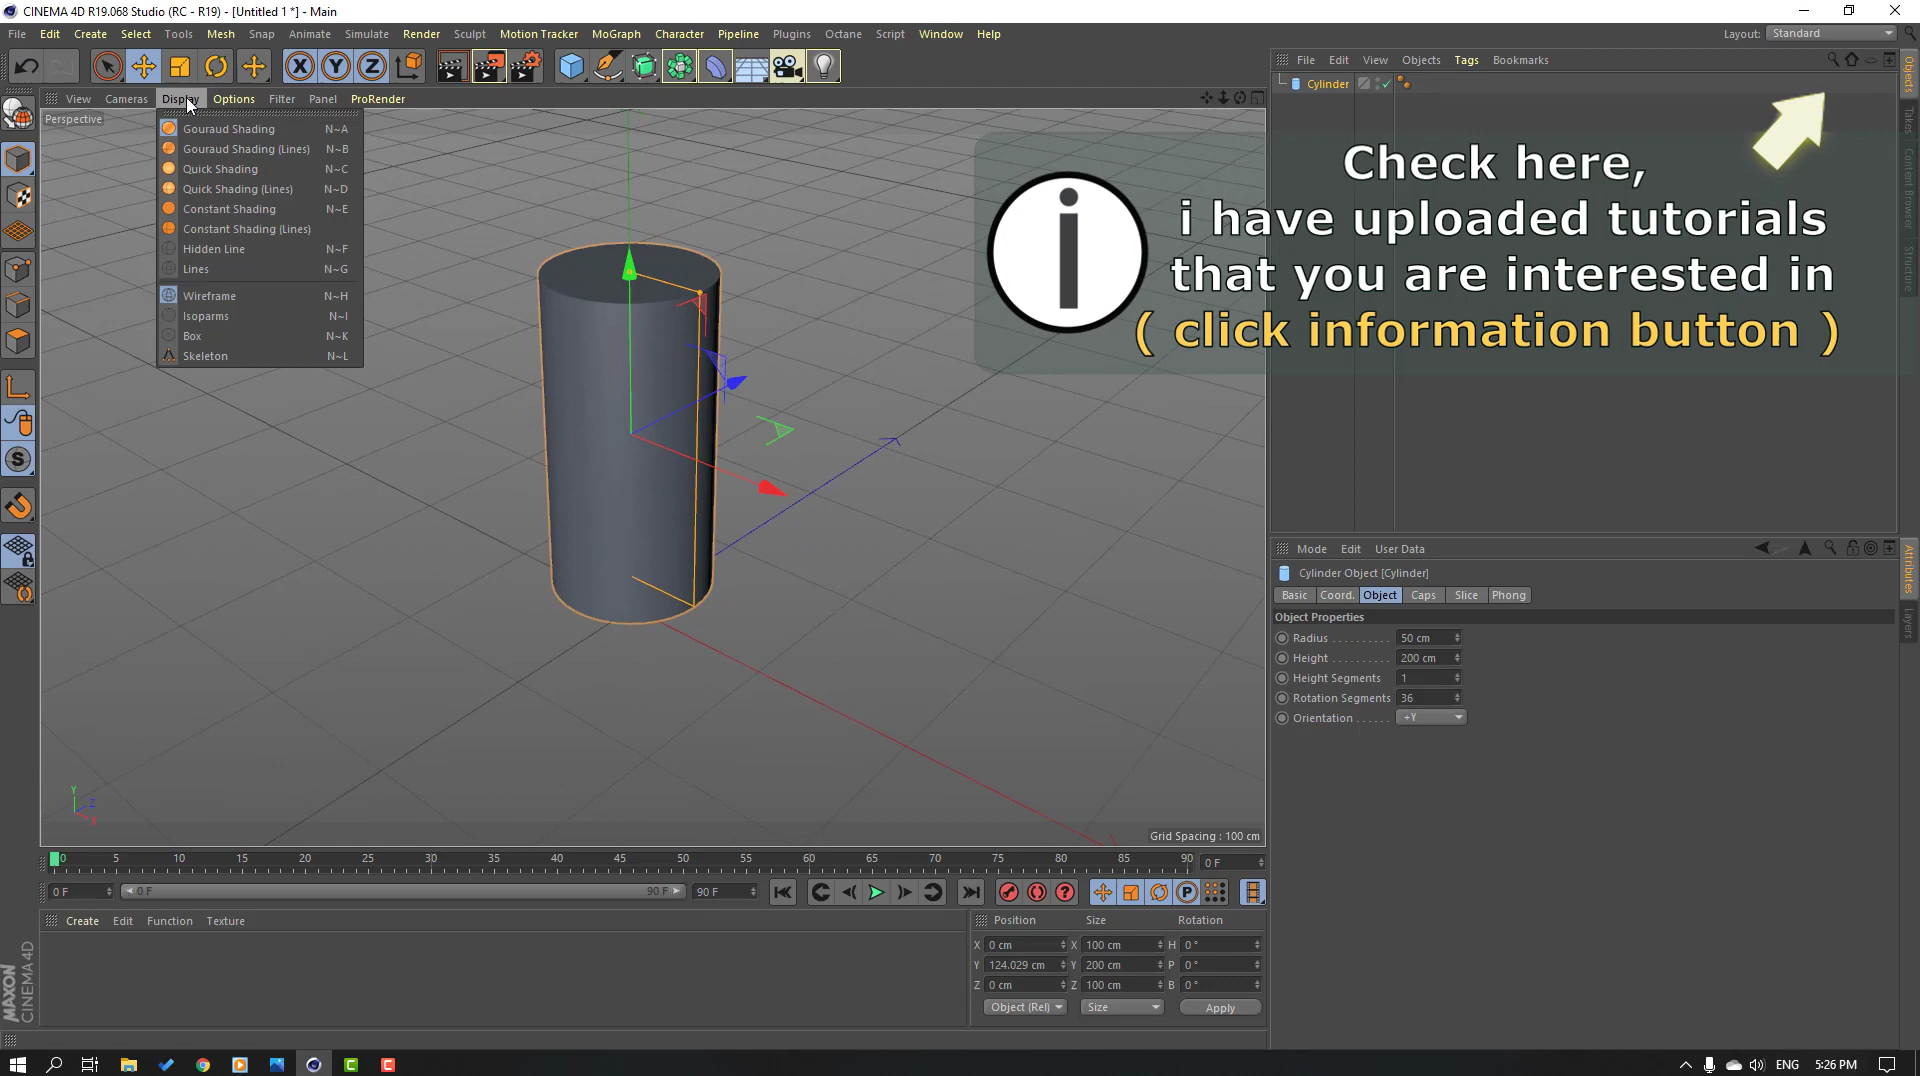 CINEMA 4D R19.068 Studio (RC - R19) - [Untitled 1 *] - Main
File Edit Create Select Tools Mesh Snap Animate Simulate Render Sculpt Motion Tracker MoGraph Character Pipeline Plugins Octane Script Window Help
Layout: Standard
File Edit View Objects Tags Bookmarks
Cylinder
View Cameras Display Options Filter Panel ProRender
Perspective
Gouraud Shading N~A
Gouraud Shading (Lines) N~B
Quick Shading N~C
Quick Shading (Lines) N~D
Constant Shading N~E
Constant Shading (Lines) N~F
Hidden Line N~F
Lines N~G
Wireframe N~H
Isoparms N~I
Box N~K
Skeleton N~L
Check here,
i have uploaded tutorials
that you are interested in
( click information button )
Objects
Takes
Content Browser
Structure
Mode Edit User Data
Cylinder Object [Cylinder]
Basic Coord. Object Caps Slice Phong
Object Properties
Radius . . . . . . . . . . 50 cm
Height . . . . . . . . . . 200 cm
Height Segments 1
Rotation Segments 36
Orientation . . . . . . +Y
Attributes
Layers
Y Z X
Grid Spacing : 100 cm
0 5 10 15 20 25 30 35 40 45 50 55 60 65 70 75 80 85 90 0 F
0 F 0 F 90 F 90 F
Create Edit Function Texture
Position Size Rotation
X 0 cm X 100 cm H 0 °
Y 124.029 cm Y 200 cm P 0 °
Z 0 cm Z 100 cm B 0 °
Object (Rel) Size Apply
MAXON
CINEMA 4D
ENG 5:26 PM